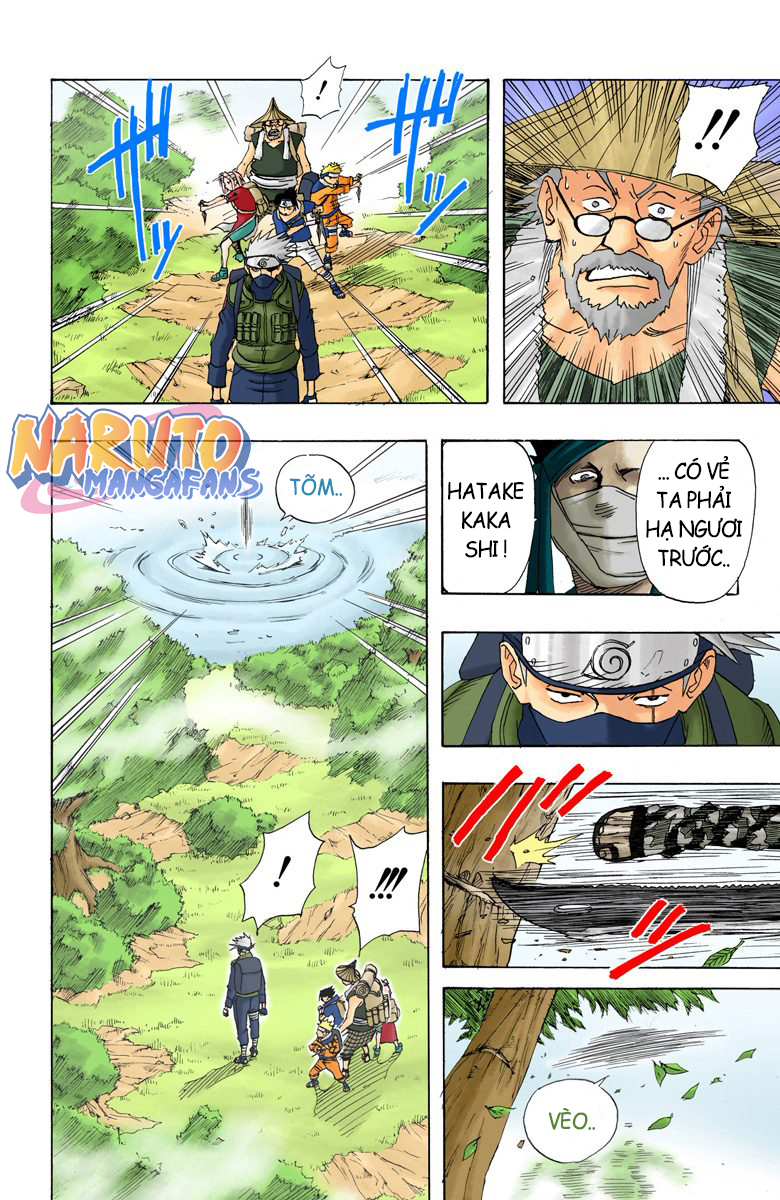 !!
!
... CÓ VẺ
TA PHẢI
HẠ NGƯƠI
TRƯỚC..
HATAKE
KAKA
SHI !
VÈO..
NARUTO
MANGAFANS
TÕM..
!!!
!